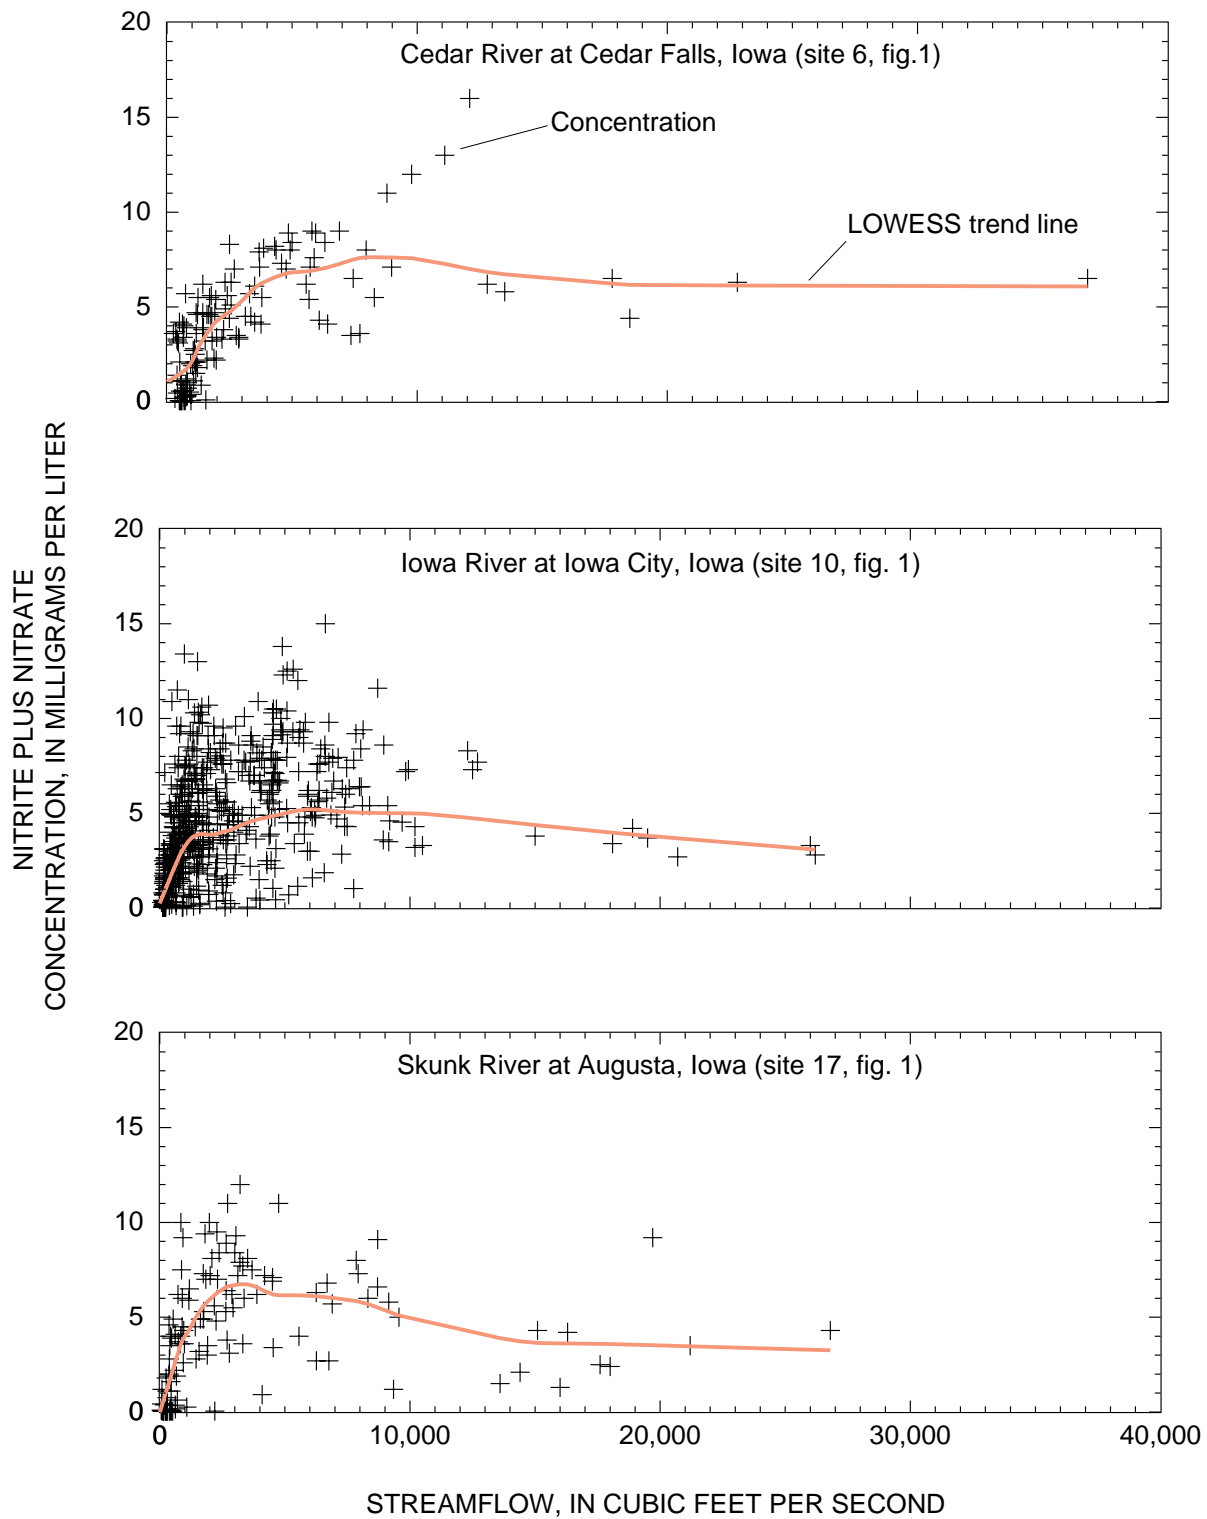 20
Cedar River at Cedar Falls, Iowa (site 6, fig.1)
15
Concentration
10
LOWESS trend line
5
0
NITRITE PLUS NITRATE
CONCENTRATION, IN MILLIGRAMS PER LITER
20
Iowa River at Iowa City, Iowa (site 10, fig. 1)
15
10
5
0
20
Skunk River at Augusta, Iowa (site 17, fig. 1)
15
10
5
0
0 10,000 20,000 30,000 40,000
STREAMFLOW, IN CUBIC FEET PER SECOND